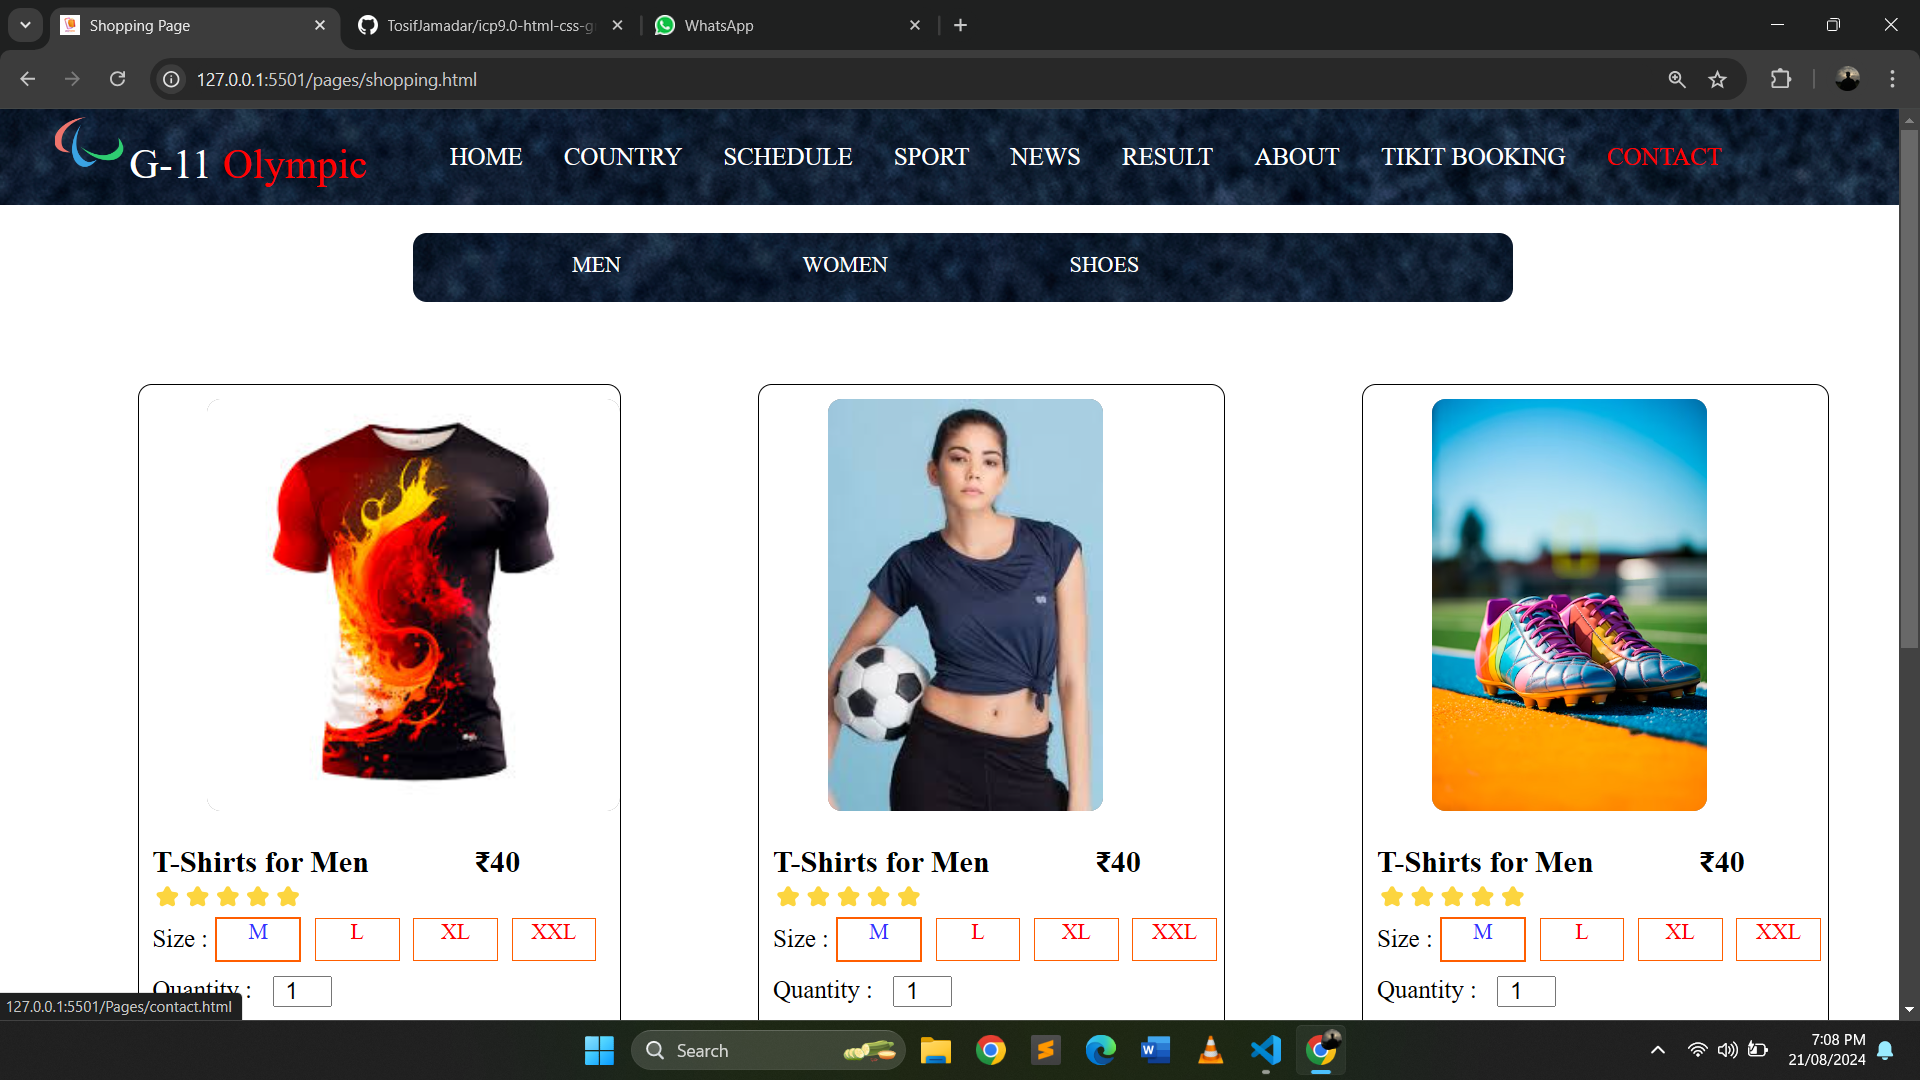 Shopping Page
TosifJamadar/icp9.0-html-css-g
WhatsApp
127.0.0.1:5501/pages/shopping.html
G-11 Olympic
HOME COUNTRY SCHEDULE SPORT NEWS RESULT ABOUT TIKIT BOOKING CONTACT
MEN WOMEN SHOES
T-Shirts for Men ₹40
Size : M L XL XXL
Quantity : 1
T-Shirts for Men ₹40
Size : M L XL XXL
Quantity : 1
T-Shirts for Men ₹40
Size : M L XL XXL
Quantity : 1
127.0.0.1:5501/Pages/contact.html
Search
7:08 PM
21/08/2024